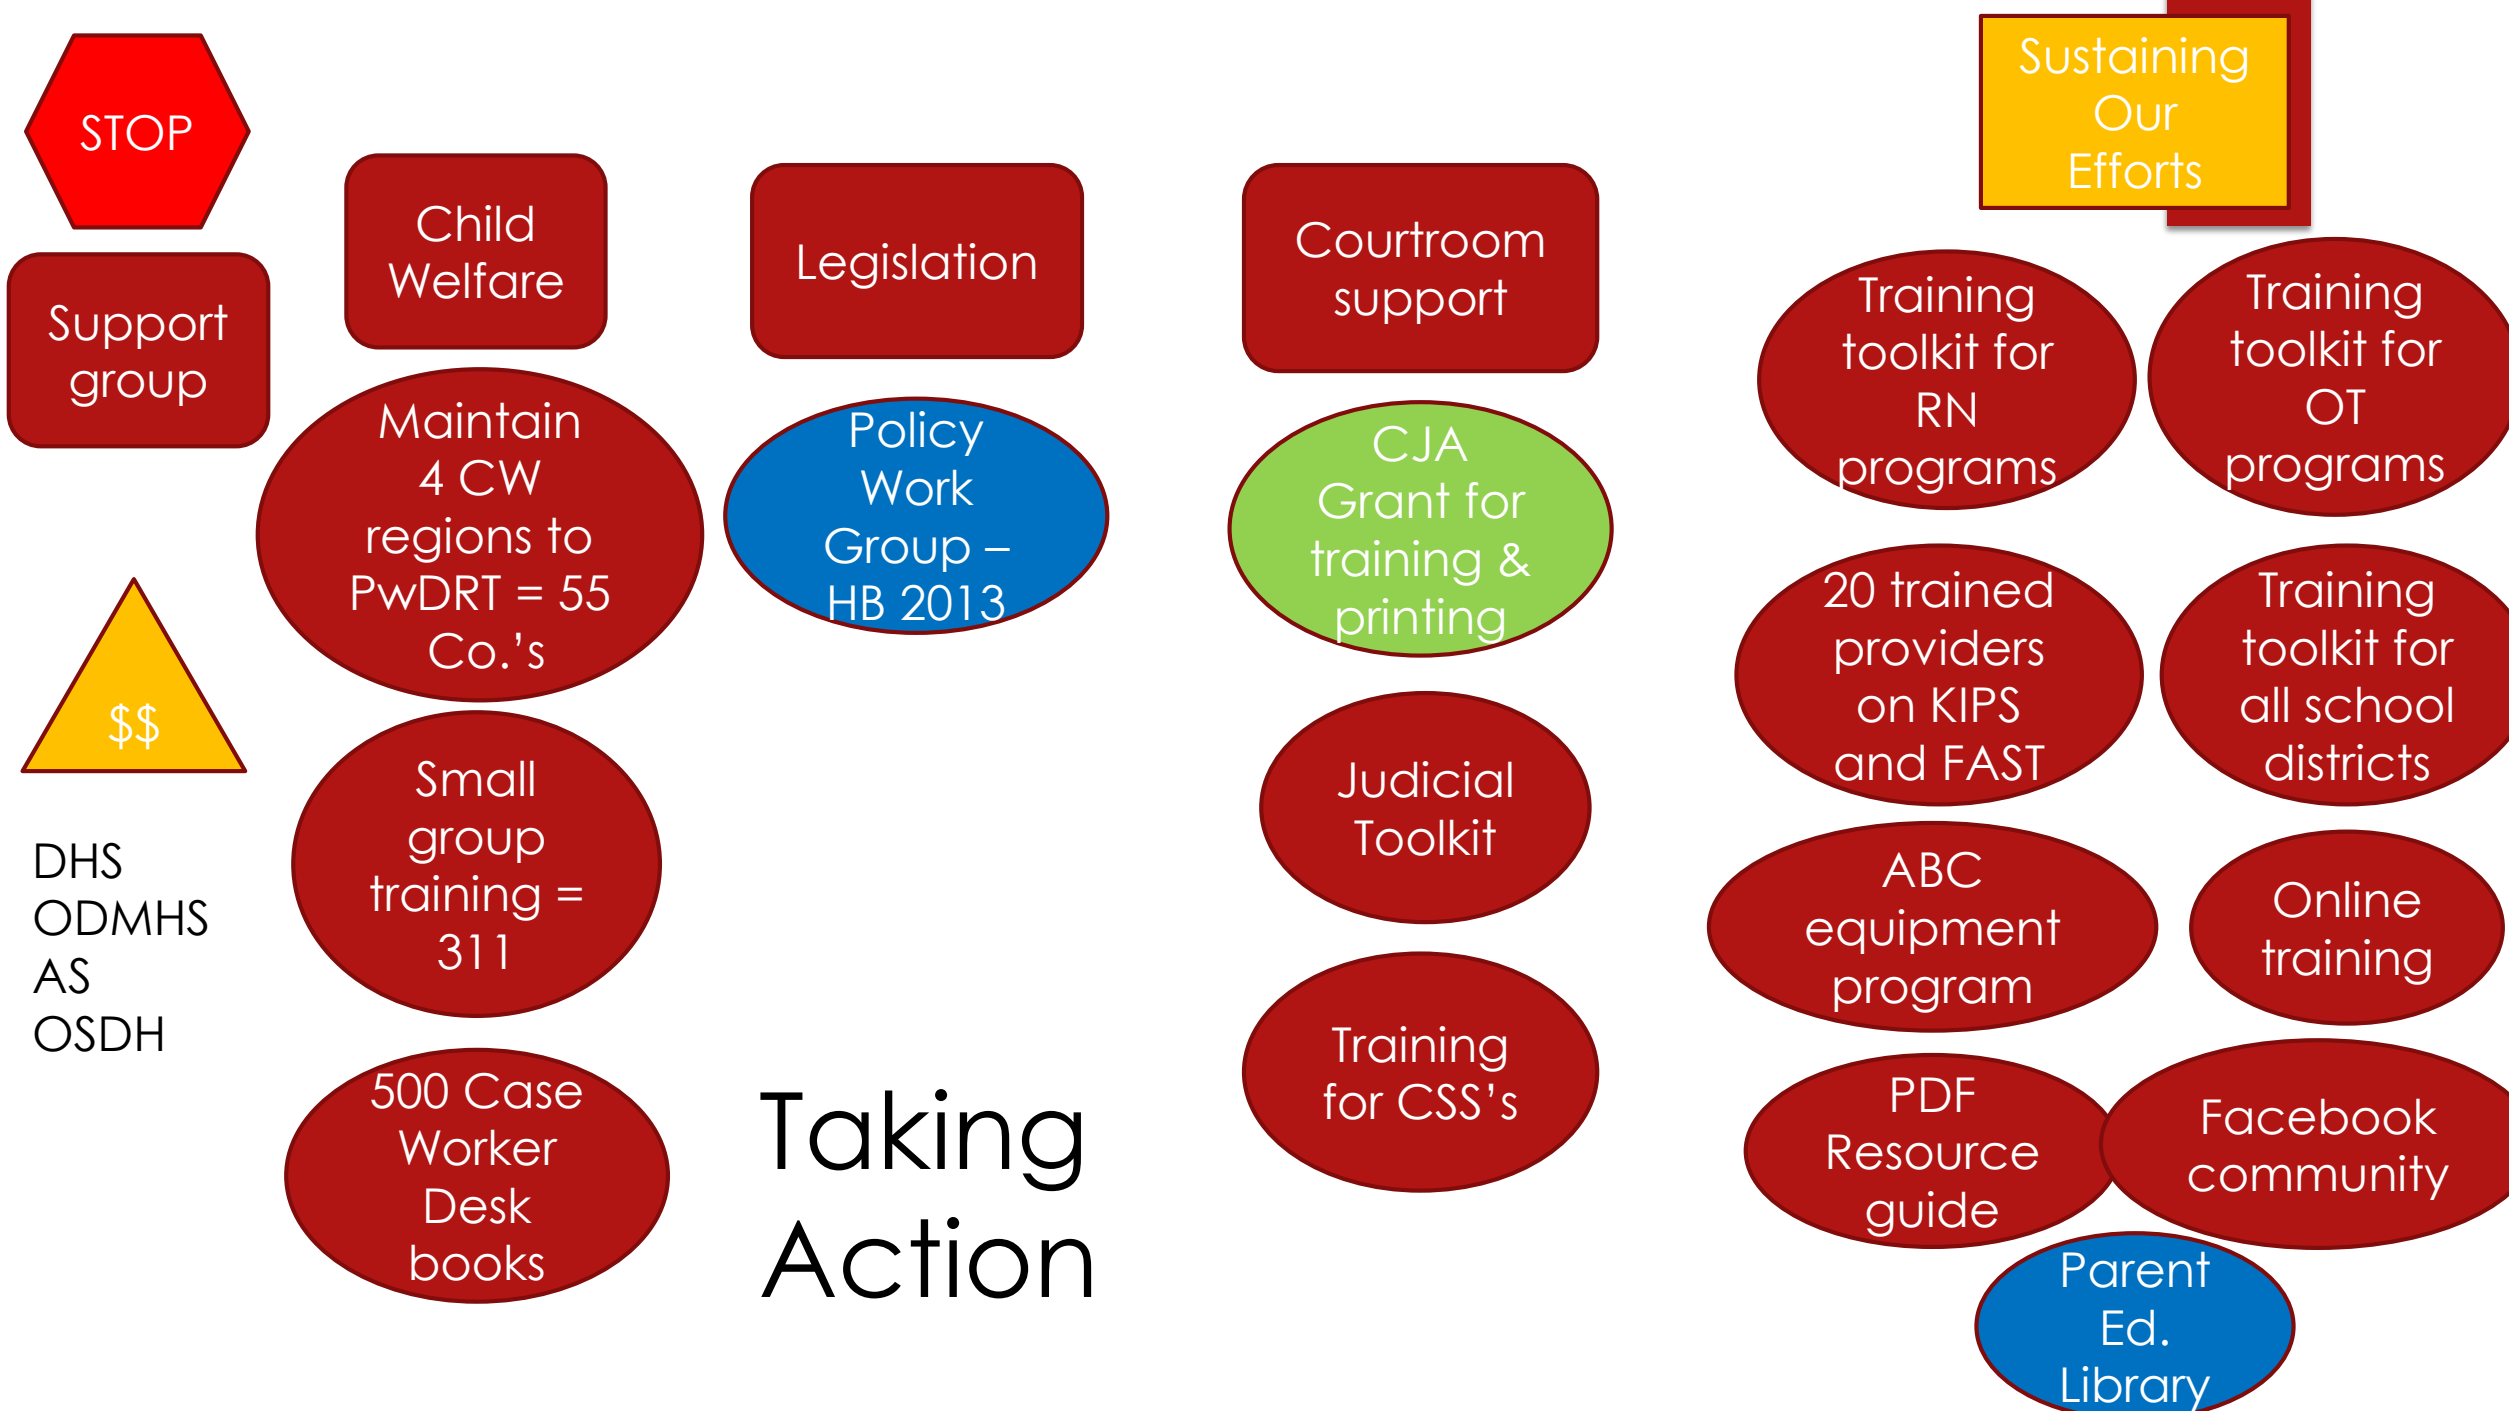 STOP
Support
group
$$
DHS
ODMHS
AS
OSDH
Child
Welfare
Maintain
4 CW
regions to
PwDRT = 55
Co.’s
Small
group
training =
311
500 Case
Worker
Desk
books
Legislation
Policy
Work
Group –
HB 2013
Taking
Action
Courtroom
support
CJA
Grant for
training &
printing
Judicial
Toolkit
Training
for CSS’s
Sustaining
Our
Efforts
Training
toolkit for
RN
programs
Training
toolkit for
OT
programs
20 trained
providers
on KIPS
and FAST
Training
toolkit for
all school
districts
ABC
equipment
program
Online
training
PDF
Resource
guide
Facebook
community
Parent
Ed.
Library